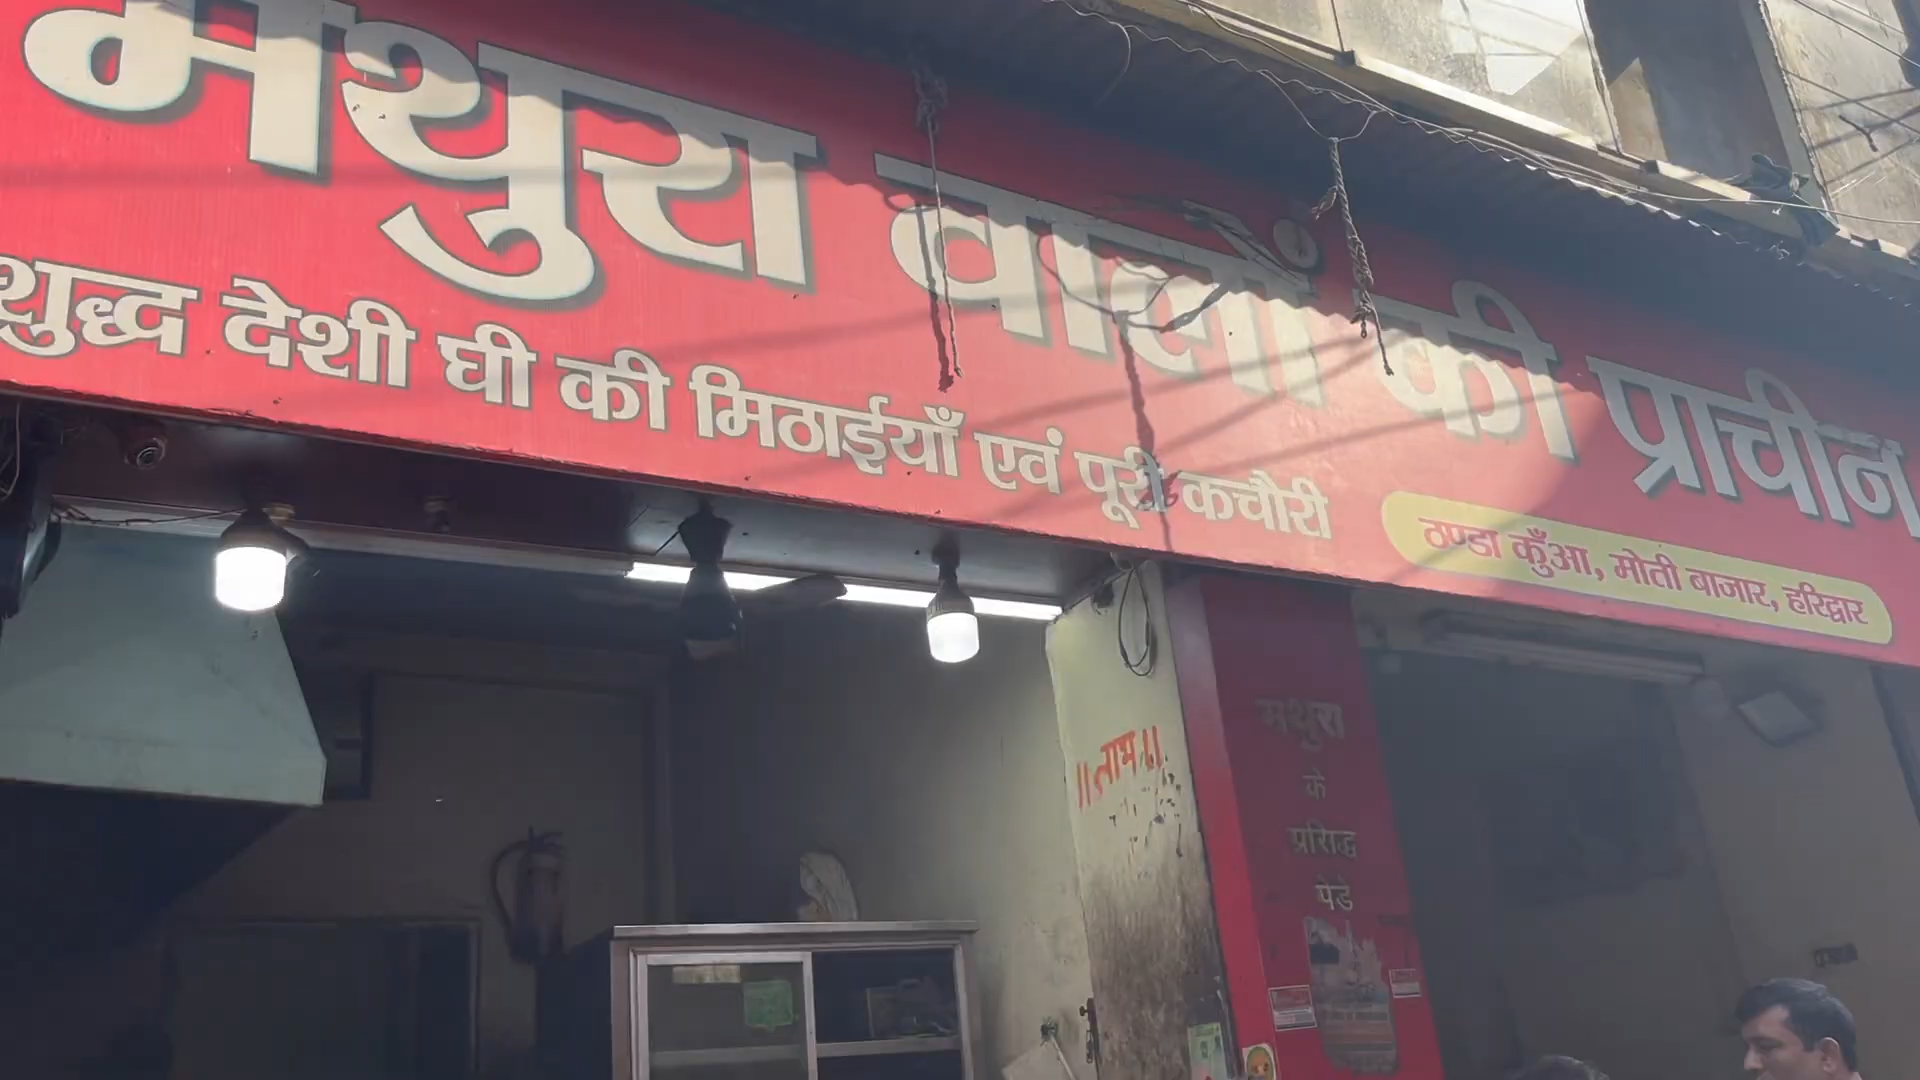 मथुरा वालों की प्राचीन
शुद्ध देशी घी की मिठाईयाँ एवं पूरी कचौरी
ठण्डा कुँआ, मोती बाजार, हरिद्वार
॥लाभ॥
मथुरा
के
प्रसिद्ध
पेडे